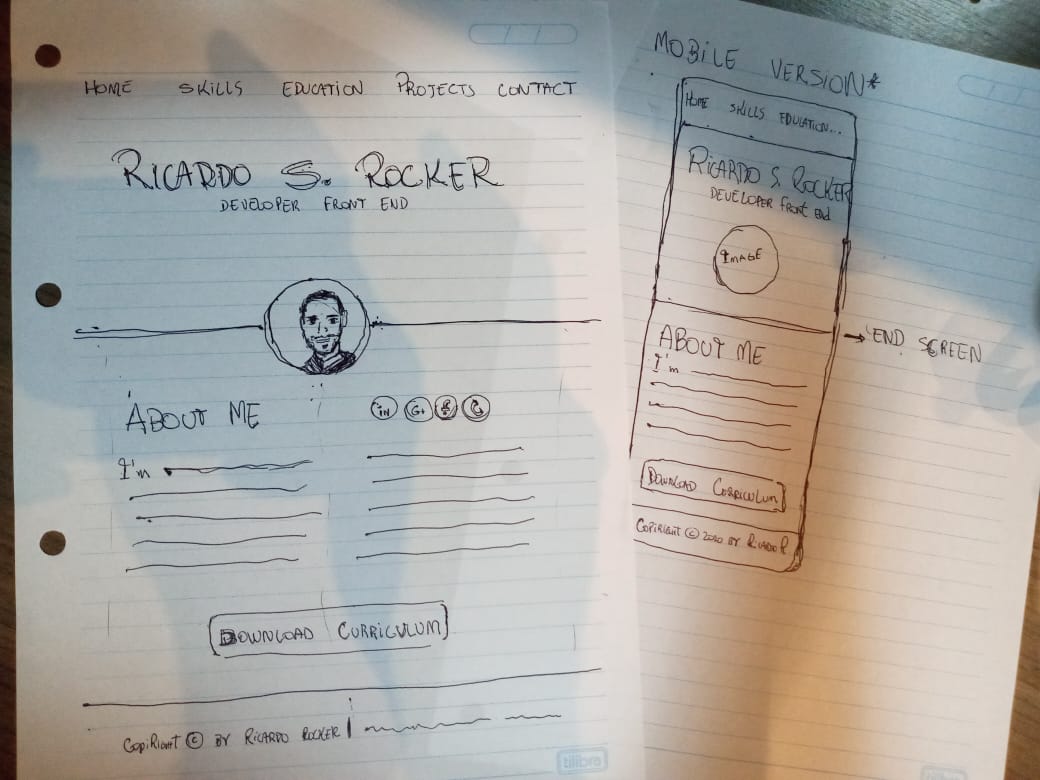 HOME SKILLS EDUCATION PROJECTS CONTACT
RICARDO S. ROCKER
DEVELOPER FRONT END
ABOUT ME
IN G+
I'm
DOWNLOAD CURRICULUM
COPIRIGHT © BY RICARDO ROCKER |
tilibra
MOBILE VERSION*
HOME SKILLS EDUCATION...
RICARDO S. ROCKER
DEVELOPER FRONT END
IMAGE
END SCREEN
ABOUT ME
I'm
DOWNLOAD CURRICULUM
COPIRIGHT © 2020 BY RICARDO R.